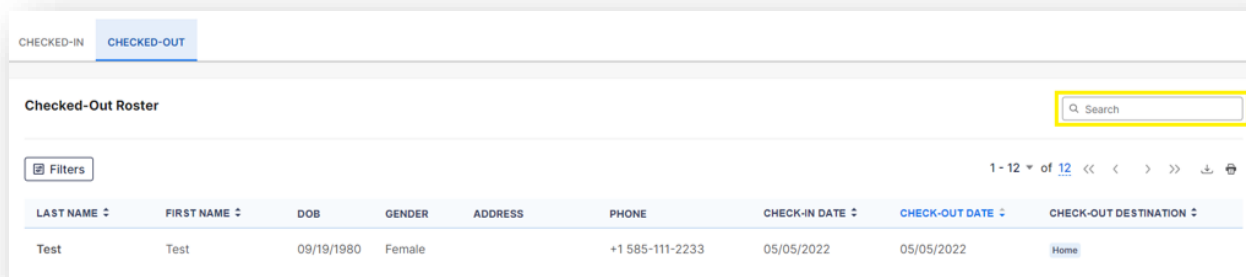 CHECKED-IN CHECKED-OUT
Checked-Out Roster Search
Filters 1 - 12 of 12
LAST NAME FIRST NAME DOB GENDER ADDRESS PHONE CHECK-IN DATE CHECK-OUT DATE CHECK-OUT DESTINATION
Test Test 09/19/1980 Female +1 585-111-2233 05/05/2022 05/05/2022 Home